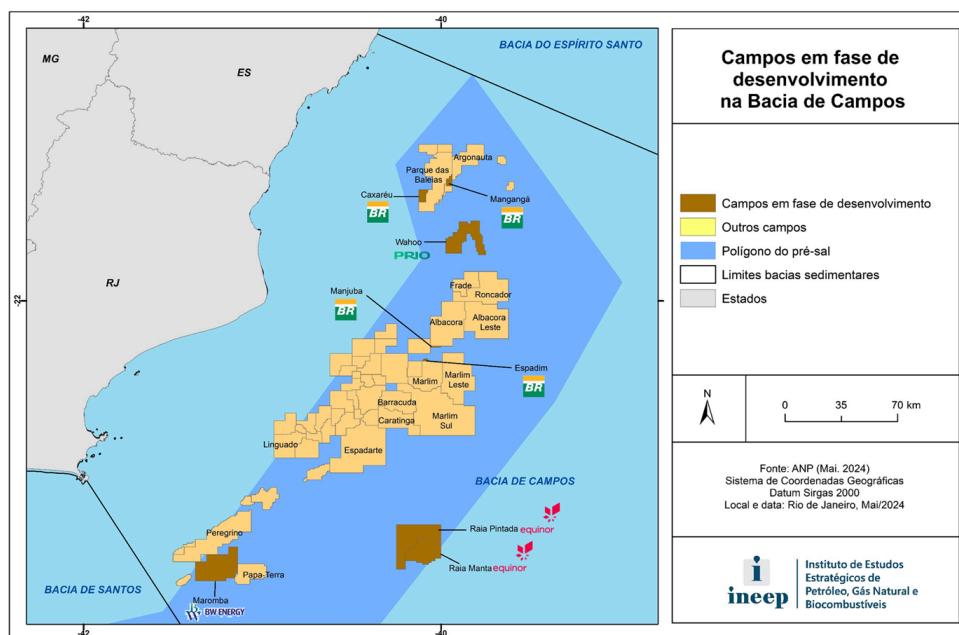 -42
-40
BACIA DO ESPÍRITO SANTO
MG
ES
Argonauta
Parque das
Baleias
Caxaréu
Mangangá
BR
BR
Wahoo
PRIO
RJ
Manjuba
Frade
Roncador
-22
-22
BR
Albacora
Albacora
Leste
Espadim
Marlim
Marlim
Leste
BR
Barracuda
Caratinga
Marlim
Sul
Linguado
Espadarte
BACIA DE CAMPOS
Raia Pintada
equinor
Peregrino
Raia Manta
equinor
Papa-Terra
BACIA DE SANTOS
Maromba
BW ENERGY
-42
-40
Campos em fase de
desenvolvimento
na Bacia de Campos
Campos em fase de desenvolvimento
Outros campos
Polígono do pré-sal
Limites bacias sedimentares
Estados
N
0 35 70 km
Fonte: ANP (Mai. 2024)
Sistema de Coordenadas Geográficas
Datum Sirgas 2000
Local e data: Rio de Janeiro, Mai/2024
i
ineep
Instituto de Estudos
Estratégicos de
Petróleo, Gás Natural e
Biocombustíveis